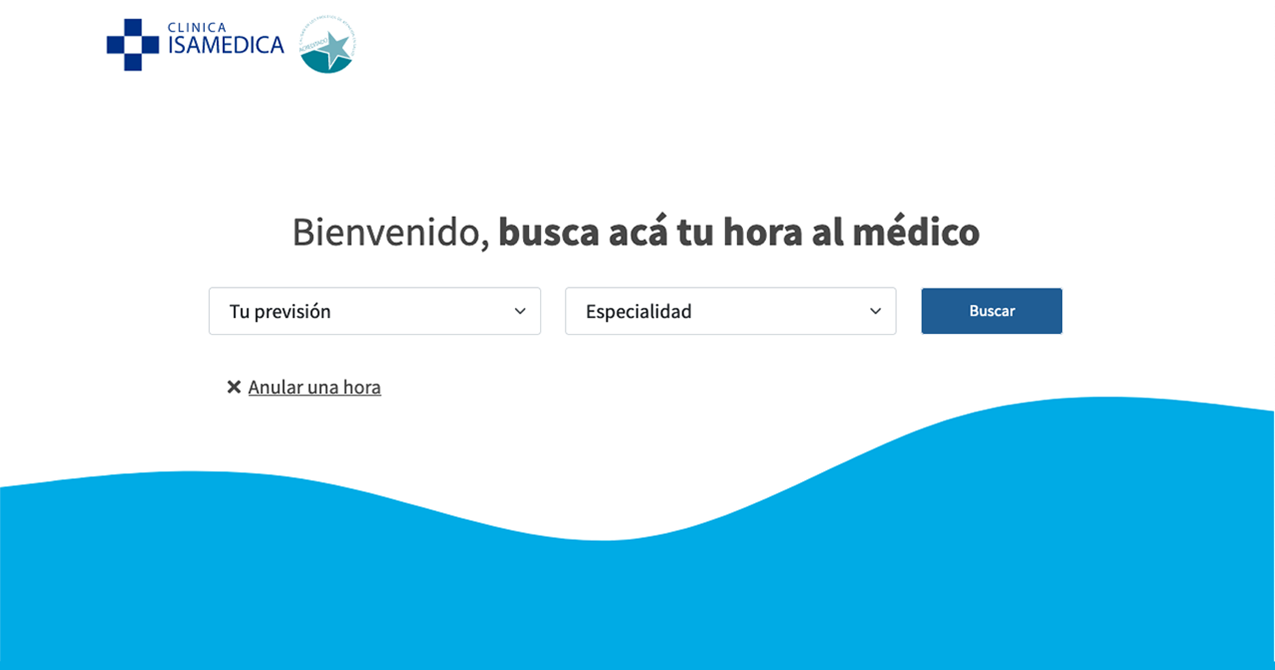 CLINICA
ISAMEDICA
ACREDITADO
Bienvenido, busca acá tu hora al médico
Tu previsión
Especialidad
Buscar
Anular una hora